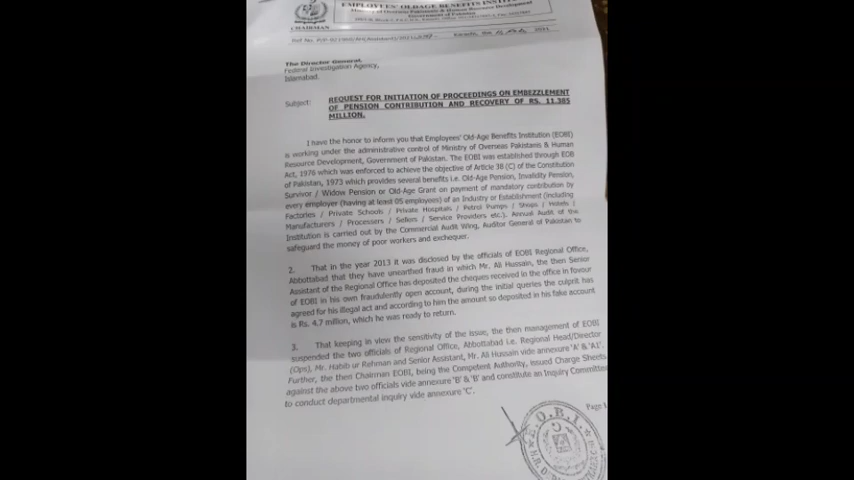 EMPLOYEES' OLD-AGE BENEFITS INSTITUTION
Ministry of Overseas Pakistanis & Human Resource Development
Government of Pakistan
CHAIRMAN
Ref No.
Karachi, the 2021
The Director General,
Federal Investigation Agency,
Islamabad.
Subject: REQUEST FOR INITIATION OF PROCEEDINGS ON EMBEZZLEMENT
OF PENSION CONTRIBUTION AND RECOVERY OF RS. 11.385
MILLION.
I have the honor to inform you that Employees' Old-Age Benefits Institution (EOBI)
is working under the administrative control of Ministry of Overseas Pakistanis & Human
Resource Development, Government of Pakistan. The EOBI was established through EOB
Act, 1976 which was enforced to achieve the objective of Article 38 (C) of the Constitution
of Pakistan, 1973 which provides several benefits i.e. Old-Age Pension, Invalidity Pension,
Survivor / Widow Pension or Old-Age Grant on payment of mandatory contribution by
every employer (having at least 05 employees) of an Industry or Establishment (including
Factories / Private Schools / Private Hospitals / Petrol Pumps / Shops / Hotels /
Manufacturers / Processers / Sellers / Service Providers etc.). Annual Audit of the
Institution is carried out by the Commercial Audit Wing, Auditor General of Pakistan to
safeguard the money of poor workers and exchequer.
2. That in the year 2013 it was disclosed by the officials of EOBI Regional Office,
Abbottabad that they have unearthed fraud in which Mr. Ali Hussain, the then Senior
Assistant of the Regional Office has deposited the cheques received in the office in favour
of EOBI in his own fraudulently open account, during the initial queries the culprit has
agreed for his illegal act and according to him the amount so deposited in his fake account
is Rs. 4.7 million, which he was ready to return.
3. That keeping in view the sensitivity of the issue, the then management of EOBI
suspended the two officials of Regional Office, Abbottabad i.e. Regional Head/Director
(Ops), Mr. Habib ur Rehman and Senior Assistant, Mr. Ali Hussain vide annexure 'A' & 'A1'.
Further, the then Chairman EOBI, being the Competent Authority, issued Charge Sheets
against the above two officials vide annexure 'B' & 'B' and constitute an Inquiry Committee
to conduct departmental inquiry vide annexure 'C'.
Page 1
E.O.B.I.